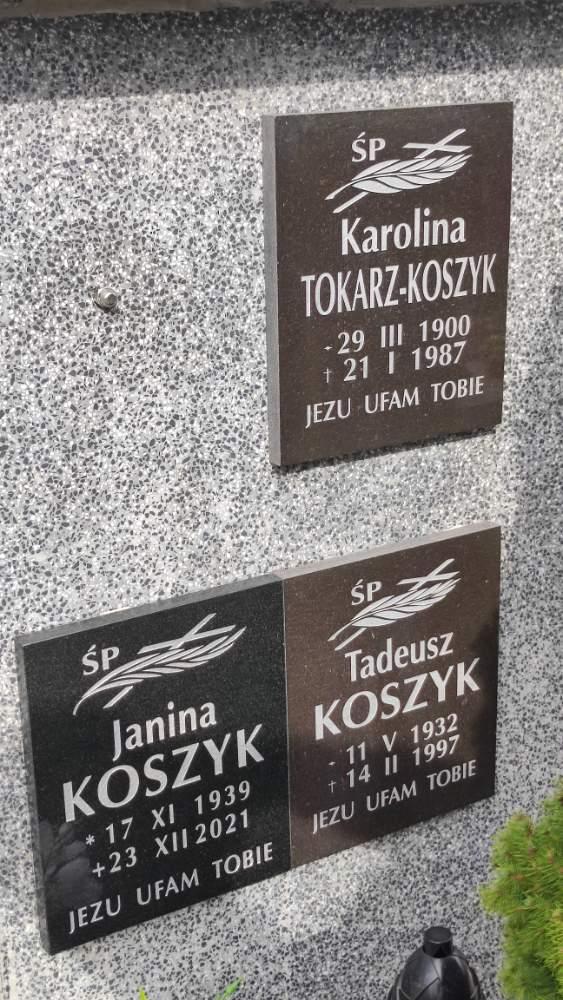 ŚP
Karolina
TOKARZ-KOSZYK
- 29 III 1900
† 21 I 1987
JEZU UFAM TOBIE
ŚP
Janina
KOSZYK
* 17 XI 1939
+ 23 XII 2021
JEZU UFAM TOBIE
ŚP
Tadeusz
KOSZYK
- 11 V 1932
† 14 II 1997
JEZU UFAM TOBIE